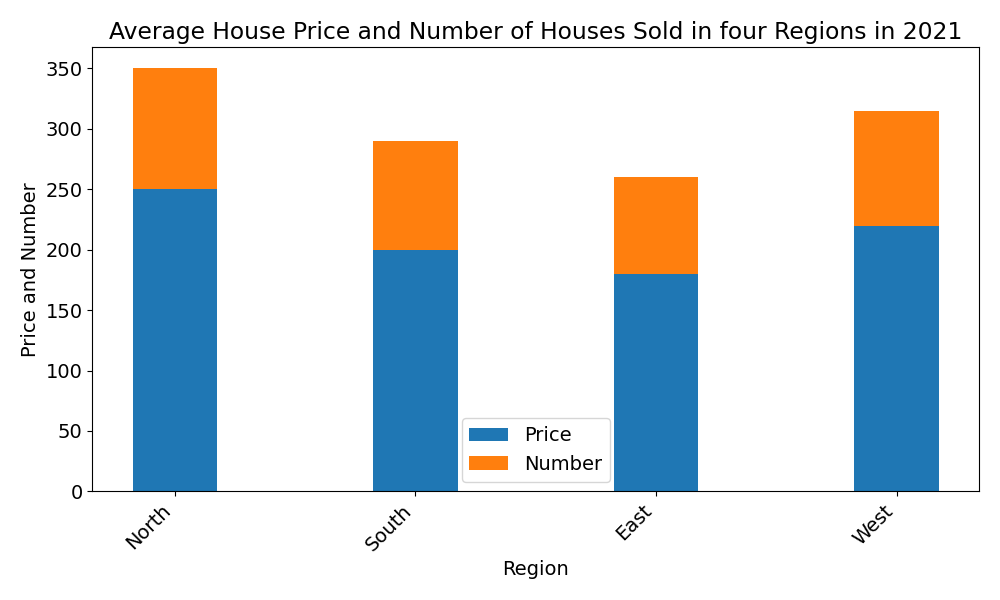 Average House Price and Number of Houses Sold in four Regions in 2021
Price and Number
350
300
250
200
150
100
50
0
Price
Number
North
South
East
West
Region